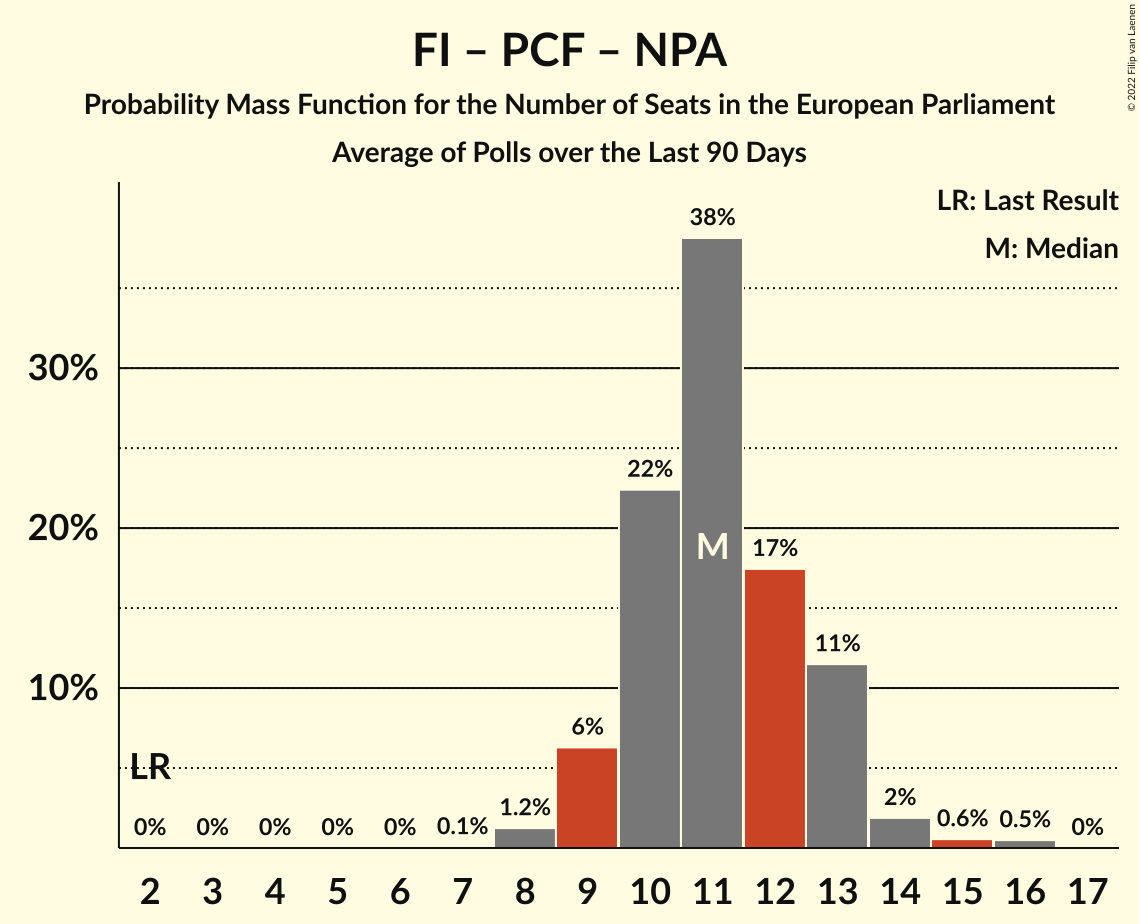 FI – PCF – NPA
Probability Mass Function for the Number of Seats in the European Parliament
Average of Polls over the Last 90 Days
© 2022 Filip van Laenen
LR: Last Result
M: Median
38%
30%
22%
20%
M
17%
11%
10%
6%
LR
0%
0%
0%
0%
0%
0.1%
1.2%
2%
0.6%
0.5%
0%
2 3 4 5 6 7 8 9 10 11 12 13 14 15 16 17